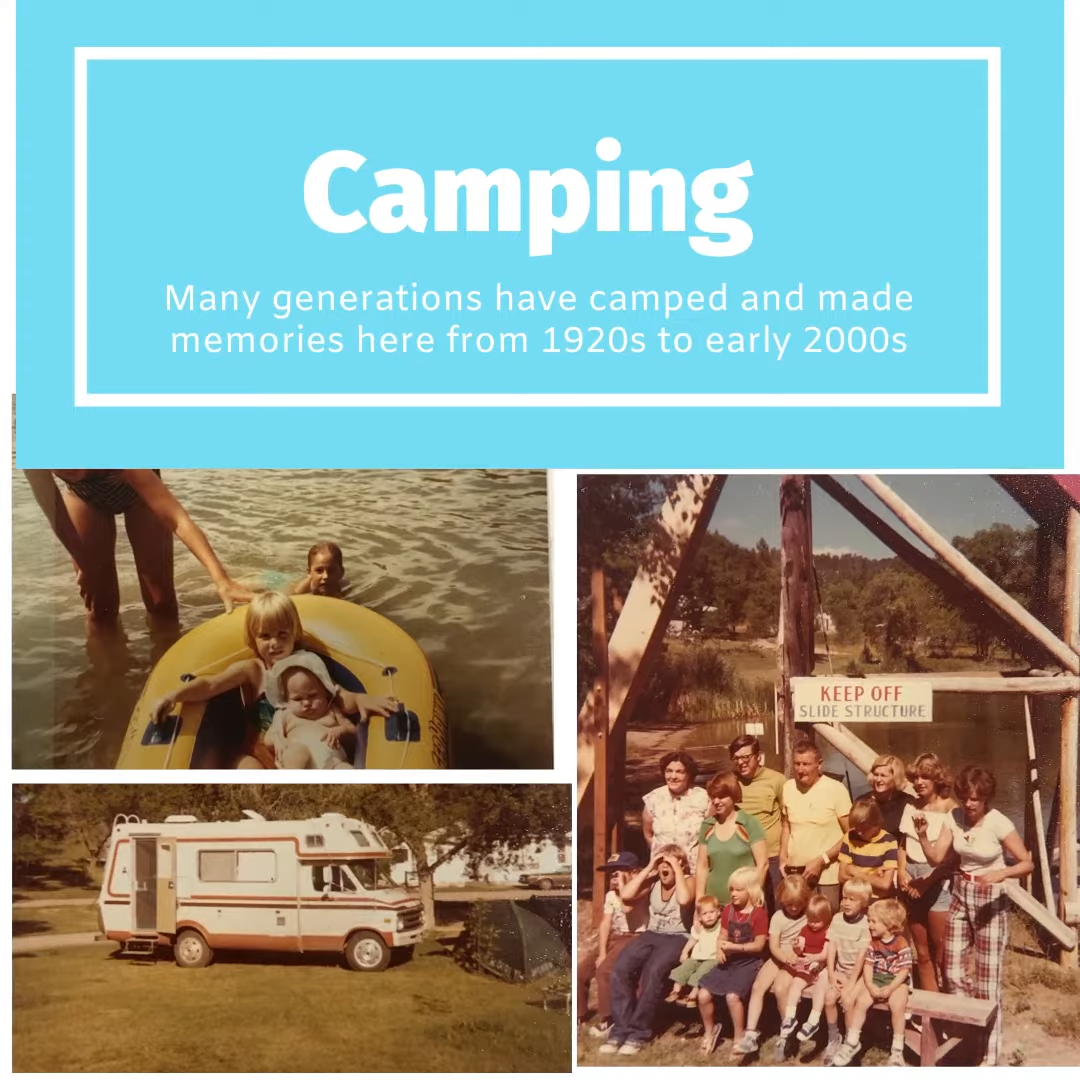 Camping
Many generations have camped and made
memories here from 1920s to early 2000s
KEEP OFF
SLIDE STRUCTURE